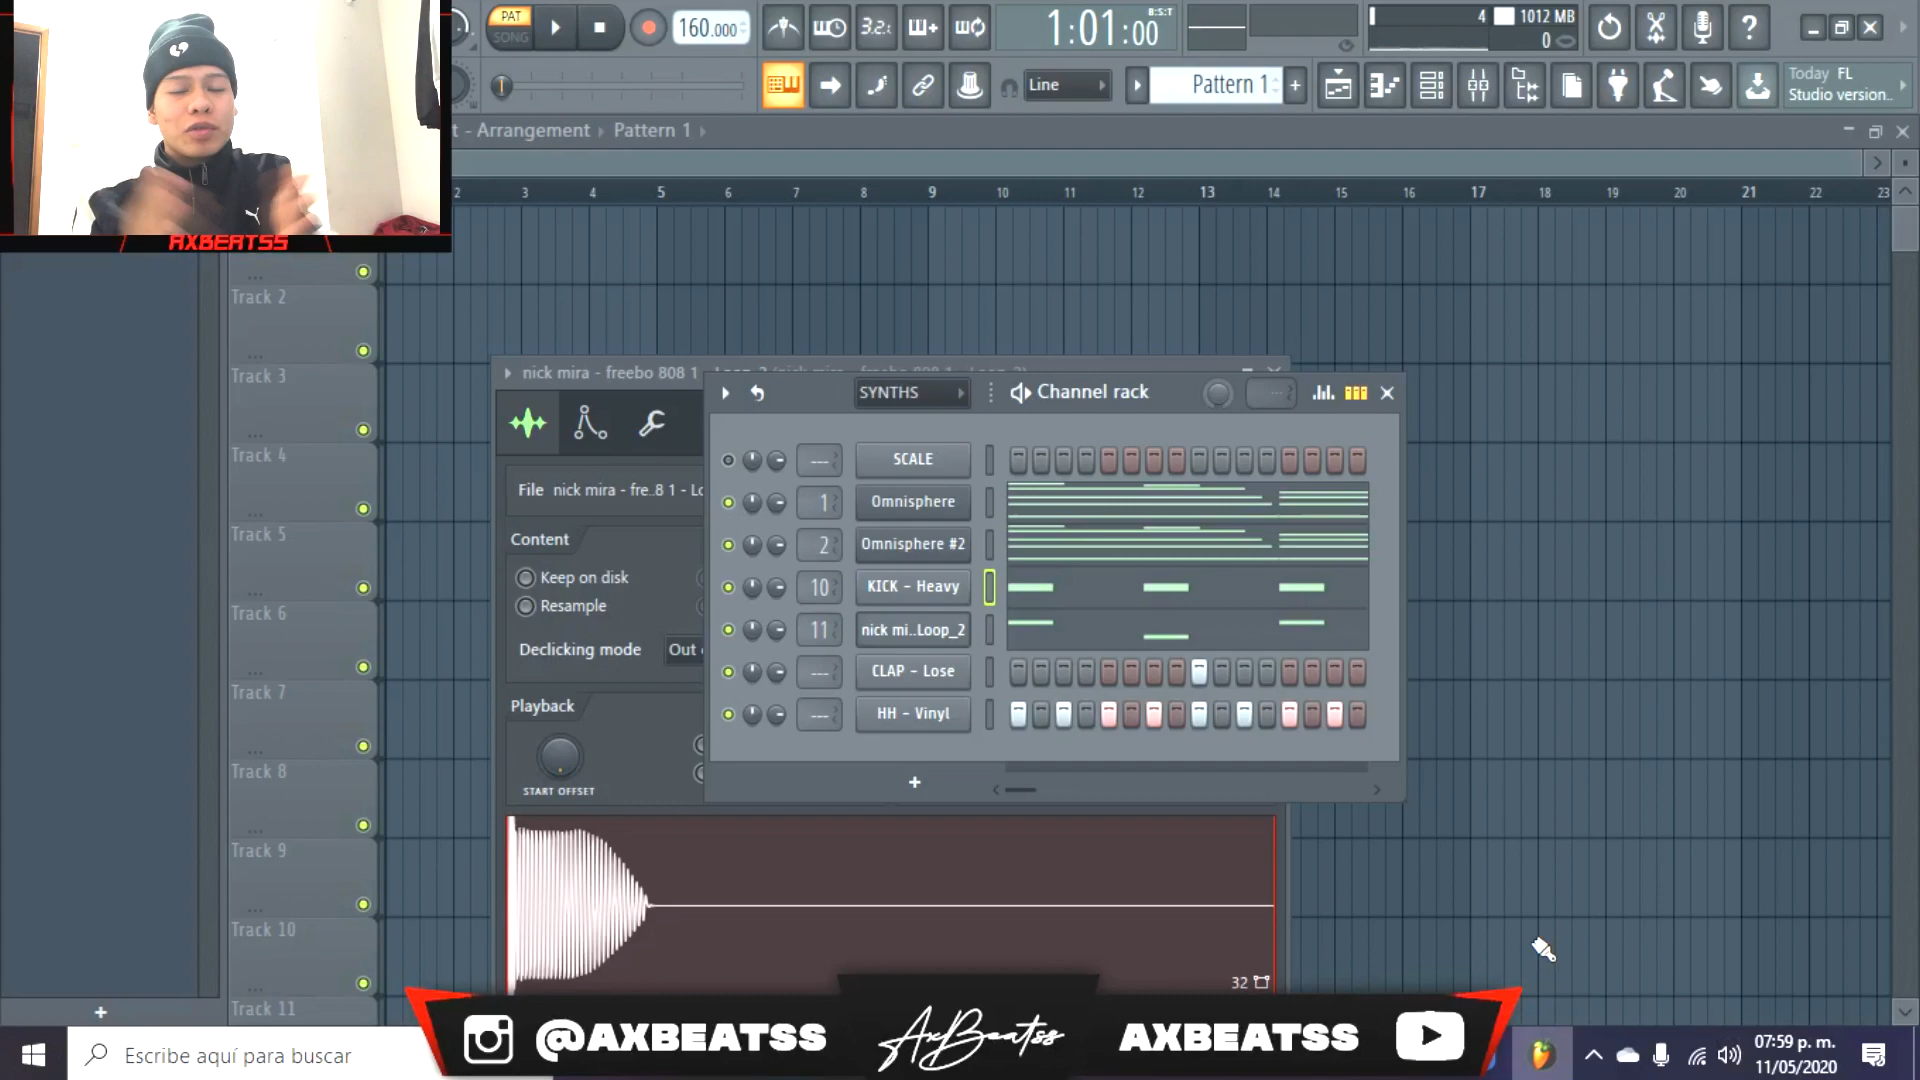 PAT
SONG
160.000
3.2.
1:01:00
B:S:T
4
1012 MB
0
Line
Pattern 1
+
Today FL
Studio version..
t - Arrangement
Pattern 1
AXBEATSS
2 3 4 5 6 7 8 9 10 11 12 13 14 15 16 17 18 19 20 21 22 23
Track 2
Track 3
Track 4
Track 5
Track 6
Track 7
Track 8
Track 9
Track 10
Track 11
nick mira - freebo 808 1
File nick mira - fre..8 1 - Lo
Content
Keep on disk
Resample
Declicking mode
Out
Playback
START OFFSET
32
SYNTHS
Channel rack
--- SCALE
1 Omnisphere
2 Omnisphere #2
10 KICK - Heavy
11 nick mi..Loop_2
--- CLAP - Lose
--- HH - Vinyl
+
@AXBEATSS
AxBeatss
AXBEATSS
Escribe aquí para buscar
07:59 p. m.
11/05/2020